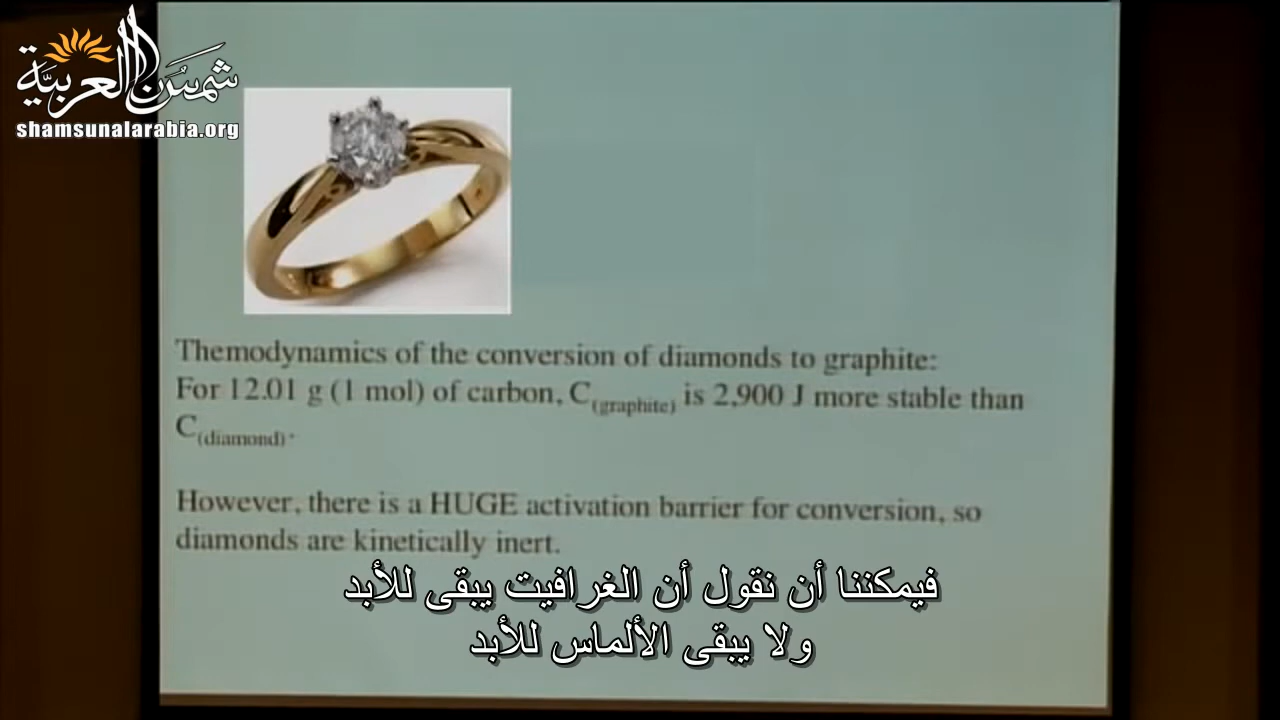 شمس العربية
shamsunalarabia.org
Themodynamics of the conversion of diamonds to graphite:
For 12.01 g (1 mol) of carbon, C(graphite) is 2,900 J more stable than
C(diamond).
However, there is a HUGE activation barrier for conversion, so
diamonds are kinetically inert.
فيمكننا أن نقول أن الغرافيت يبقى للأبد
ولا يبقى الألماس للأبد